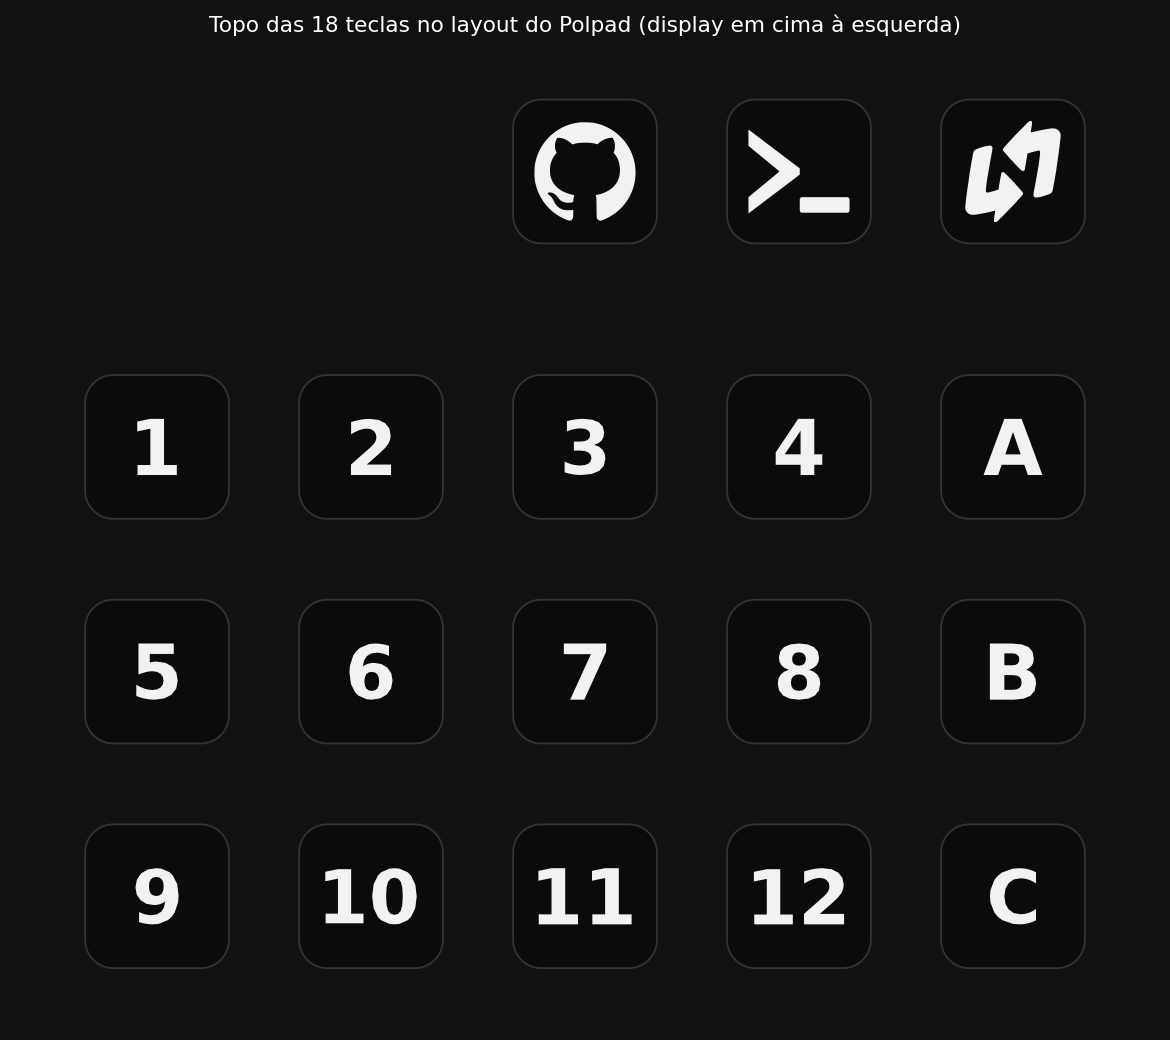 Topo das 18 teclas no layout do Polpad (display em cima à esquerda)
>_
1 2 3 4 A
5 6 7 8 B
9 10 11 12 C